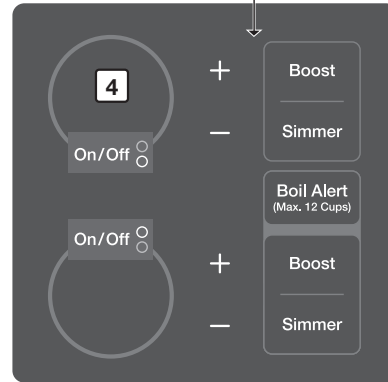 4
On/Off
+
−
Boost
Simmer
Boil Alert
(Max. 12 Cups)
On/Off
+
−
Boost
Simmer